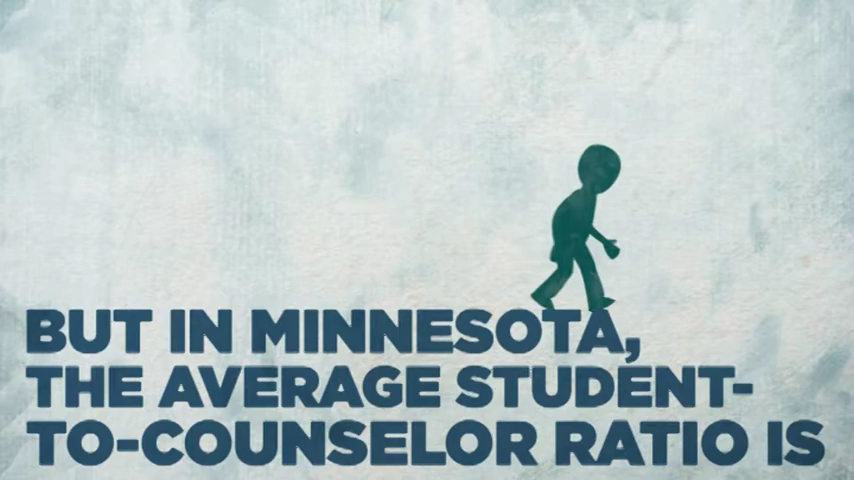 BUT IN MINNESOTA,
THE AVERAGE STUDENT-
TO-COUNSELOR RATIO IS